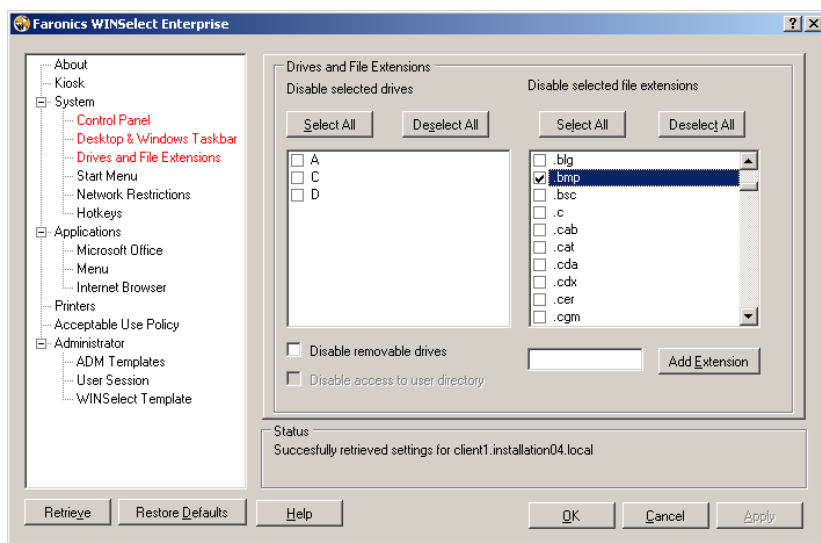 Faronics WINSelect Enterprise
About
Kiosk
System
Control Panel
Desktop & Windows Taskbar
Drives and File Extensions
Start Menu
Network Restrictions
Hotkeys
Applications
Microsoft Office
Menu
Internet Browser
Printers
Acceptable Use Policy
Administrator
ADM Templates
User Session
WINSelect Template
Drives and File Extensions
Disable selected drives
Select All Deselect All
A
C
D
Disable removable drives
Disable access to user directory
Disable selected file extensions
Select All Deselect All
.blg
.bmp
.bsc
.c
.cab
.cat
.cda
.cdx
.cer
.cgm
Add Extension
Status
Succesfully retrieved settings for client1.installation04.local
Retrieve Restore Defaults Help OK Cancel Apply